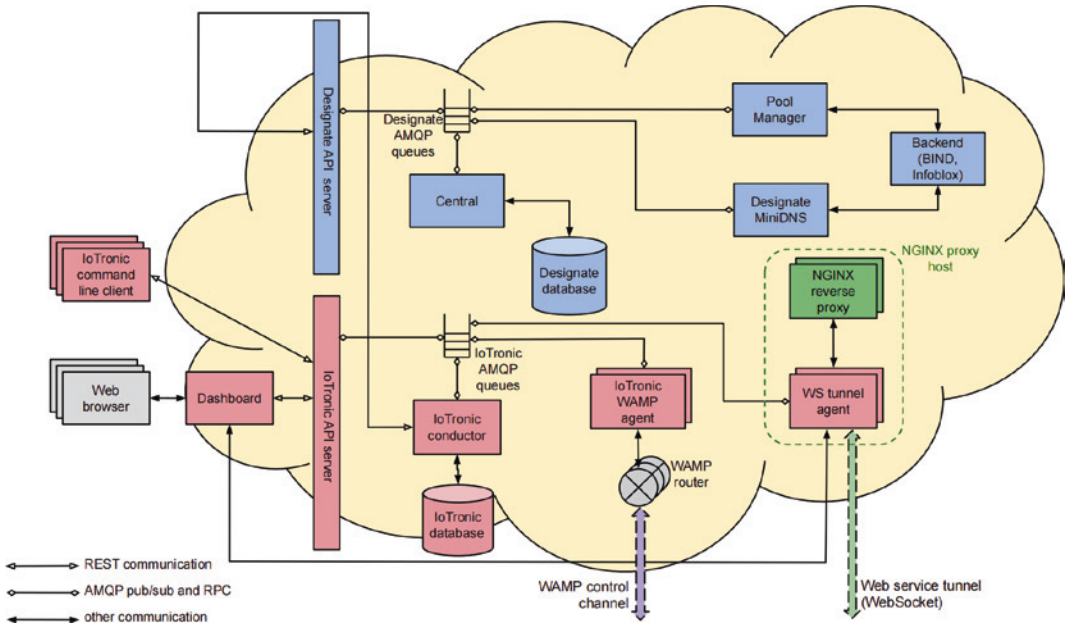 Designate API server
Designate
AMQP
queues
Pool
Manager
Backend
(BIND,
Infoblox)
Central
Designate
MiniDNS
Designate
database
NGINX proxy
host
NGINX
reverse
proxy
IoTronic
command
line client
IoTronic API server
IoTronic
AMQP
queues
Web
browser
Dashboard
IoTronic
conductor
IoTronic
WAMP
agent
WS tunnel
agent
WAMP
router
IoTronic
database
REST communication
AMQP pub/sub and RPC
other communication
WAMP control
channel
Web service tunnel
(WebSocket)